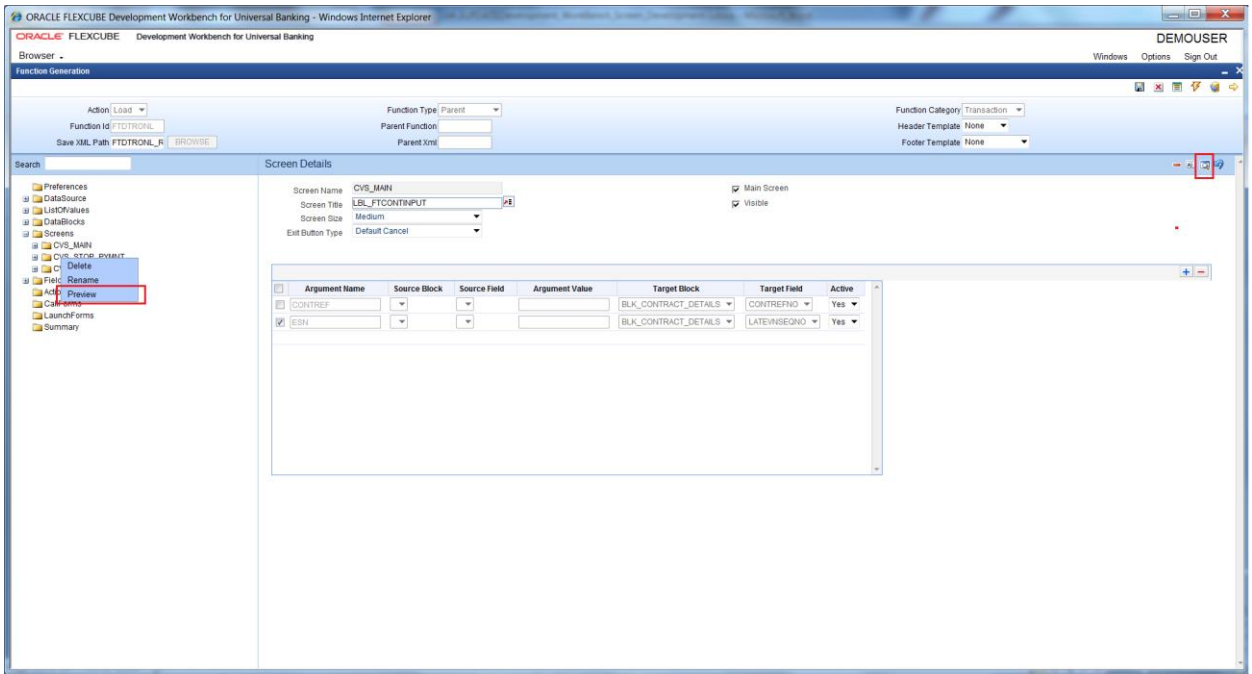 ORACLE FLEXCUBE Development Workbench for Universal Banking - Windows Internet Explorer
ORACLE FLEXCUBE Development Workbench for Universal Banking DEMOUSER
Browser Windows Options Sign Out
Function Generation
Action Load Function Type Parent Function Category Transaction
Function Id FTDTRONL Parent Function Header Template None
Save XML Path FTDTRONL_R BROWSE Parent Xml Footer Template None
Search Screen Details
Preferences
DataSource
ListOfValues
DataBlocks
Screens
CVS_MAIN
CVS_STOP_PYMNT
Delete
Rename
Preview
CallForms
LaunchForms
Summary
Screen Name CVS_MAIN Main Screen
Screen Title LBL_FTCONTINPUT Visible
Screen Size Medium
Exit Button Type Default Cancel
Argument Name Source Block Source Field Argument Value Target Block Target Field Active
CONTREF BLK_CONTRACT_DETAILS CONTREFNO Yes
ESN BLK_CONTRACT_DETAILS LATEVNSEQNO Yes